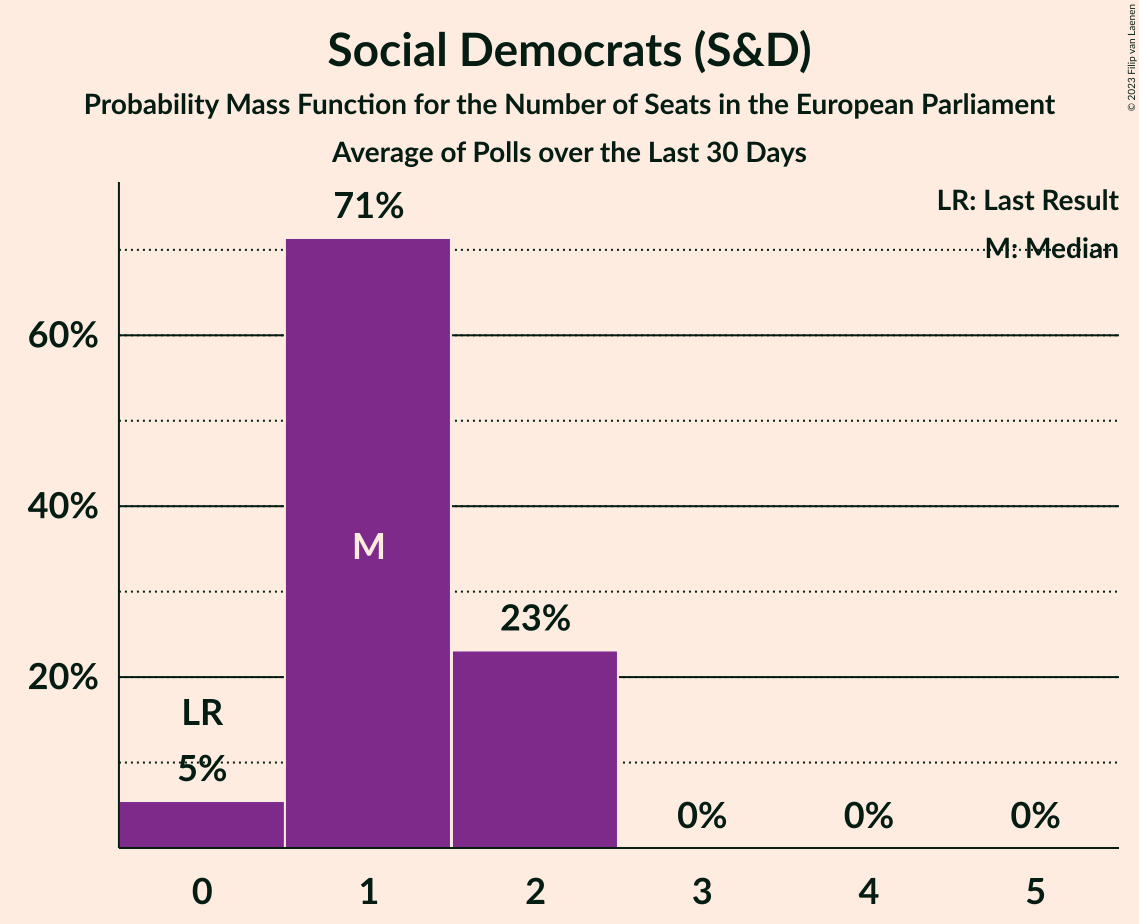 Social Democrats (S&D)
Probability Mass Function for the Number of Seats in the European Parliament
Average of Polls over the Last 30 Days
© 2023 Filip van Laenen
LR: Last Result
M: Median
71%
60%
40%
M
23%
20%
LR
5%
0%
0%
0%
0 1 2 3 4 5